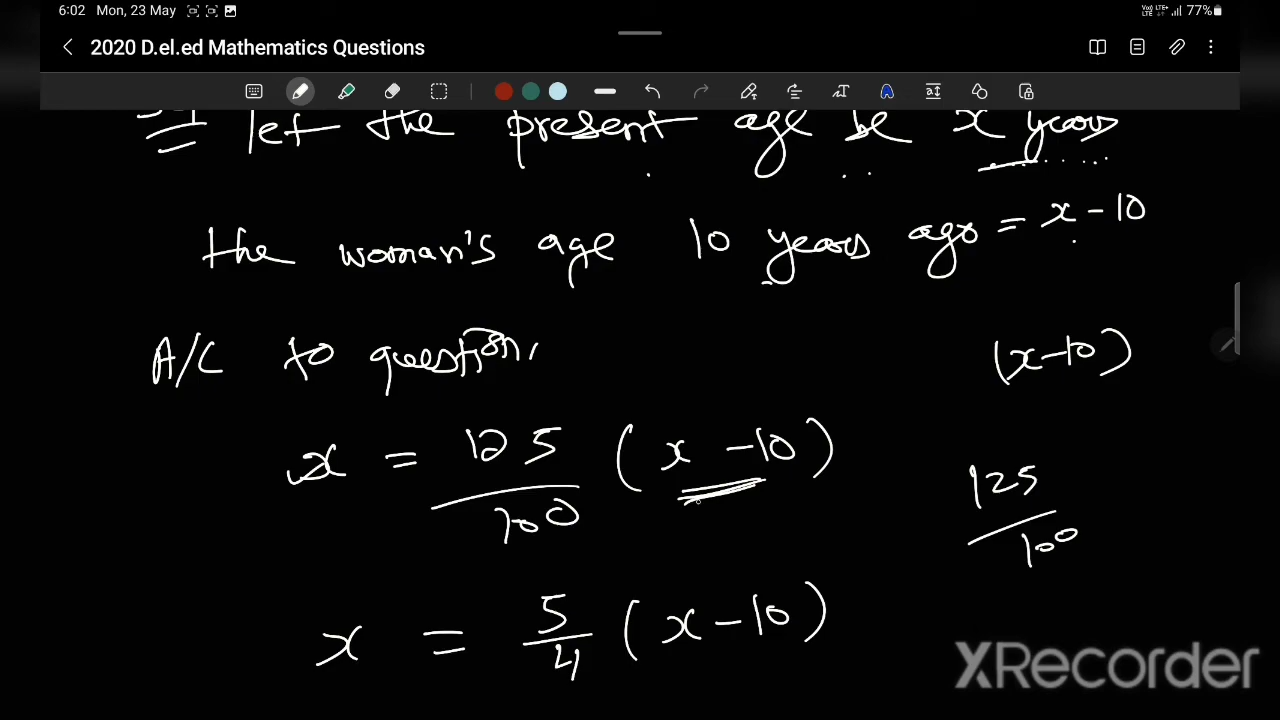 6:02 Mon, 23 May 77%
2020 D.el.ed Mathematics Questions
let the present age be x years
the woman's age 10 years ago = x - 10
A/C to question,
(x-10)
x = 125/100 (x - 10)
125/100
x = 5/4 (x - 10)
XRecorder